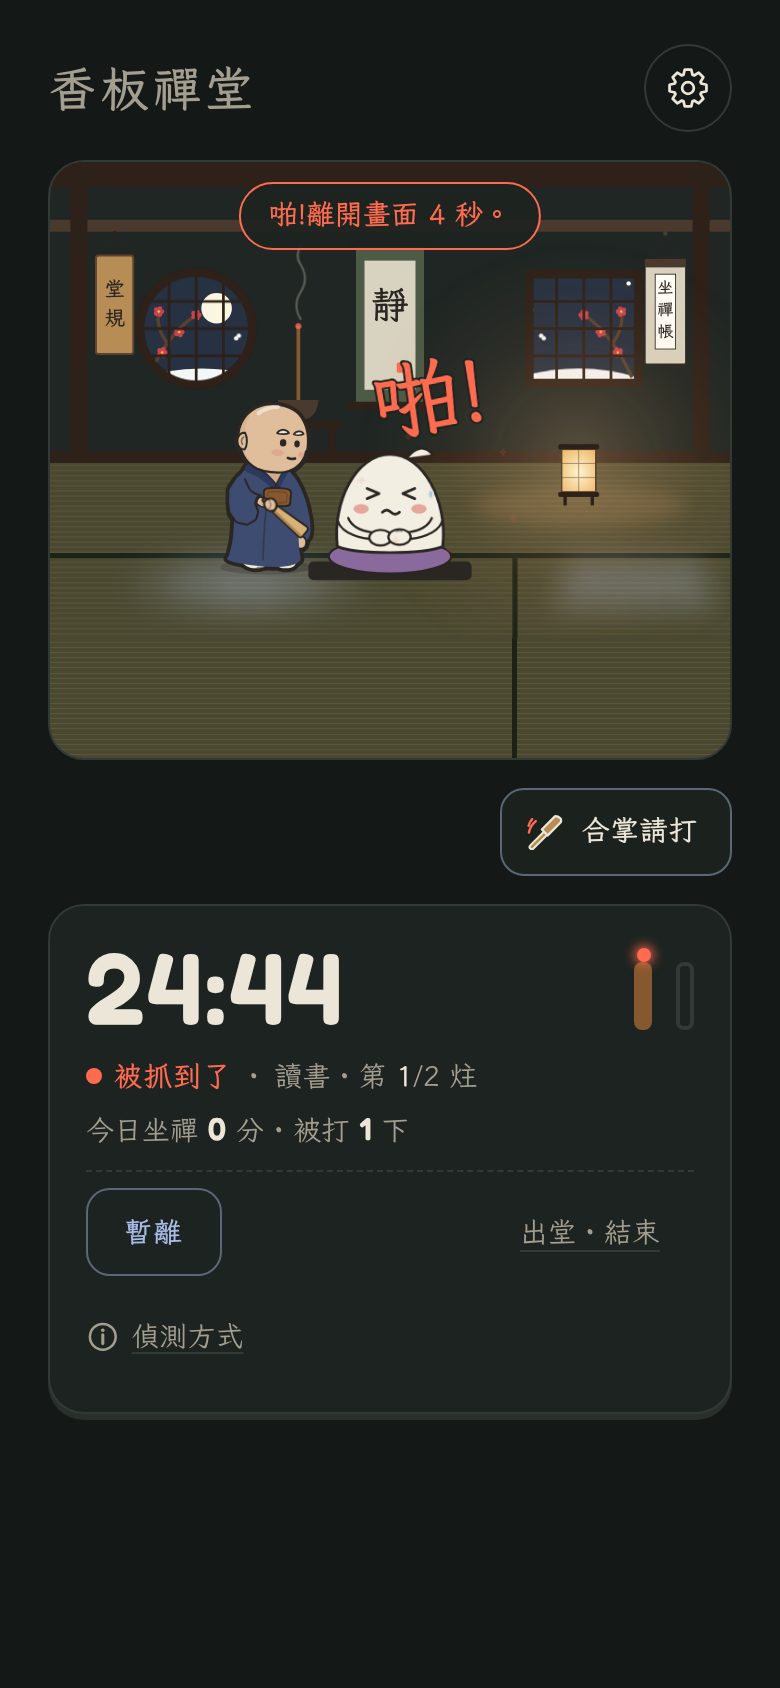 香板禪堂
啪!離開畫面 4 秒。
堂規
靜
坐禪帳
啪!
合掌請打
24:44
被抓到了 · 讀書 · 第 1/2 炷
今日坐禪 0 分 · 被打 1 下
暫離
出堂 · 結束
偵測方式